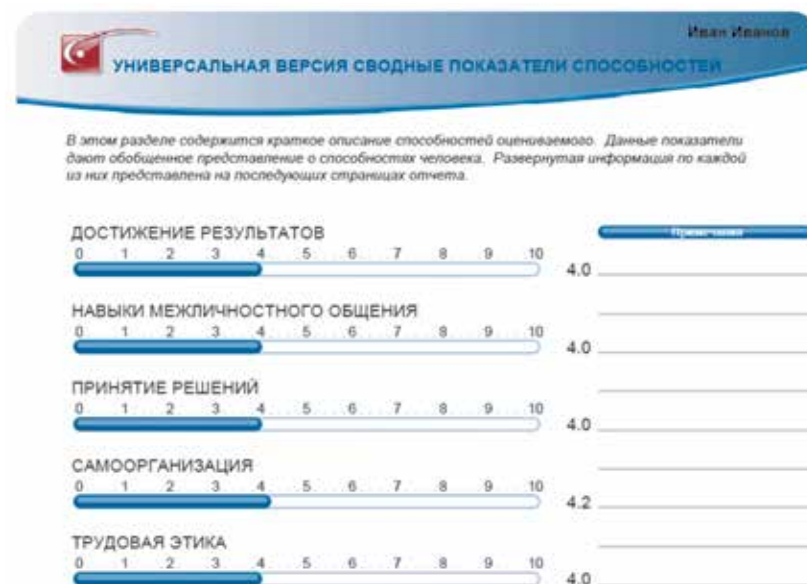 Иван Иванов
УНИВЕРСАЛЬНАЯ ВЕРСИЯ СВОДНЫЕ ПОКАЗАТЕЛИ СПОСОБНОСТЕЙ
В этом разделе содержится краткое описание способностей оцениваемого. Данные показатели
дают обобщенное представление о способностях человека. Развернутая информация по каждой
из них представлена на последующих страницах отчета.
ДОСТИЖЕНИЕ РЕЗУЛЬТАТОВ
Примечания
0 1 2 3 4 5 6 7 8 9 10
4.0
НАВЫКИ МЕЖЛИЧНОСТНОГО ОБЩЕНИЯ
0 1 2 3 4 5 6 7 8 9 10
4.0
ПРИНЯТИЕ РЕШЕНИЙ
0 1 2 3 4 5 6 7 8 9 10
4.0
САМООРГАНИЗАЦИЯ
0 1 2 3 4 5 6 7 8 9 10
4.2
ТРУДОВАЯ ЭТИКА
0 1 2 3 4 5 6 7 8 9 10
4.0